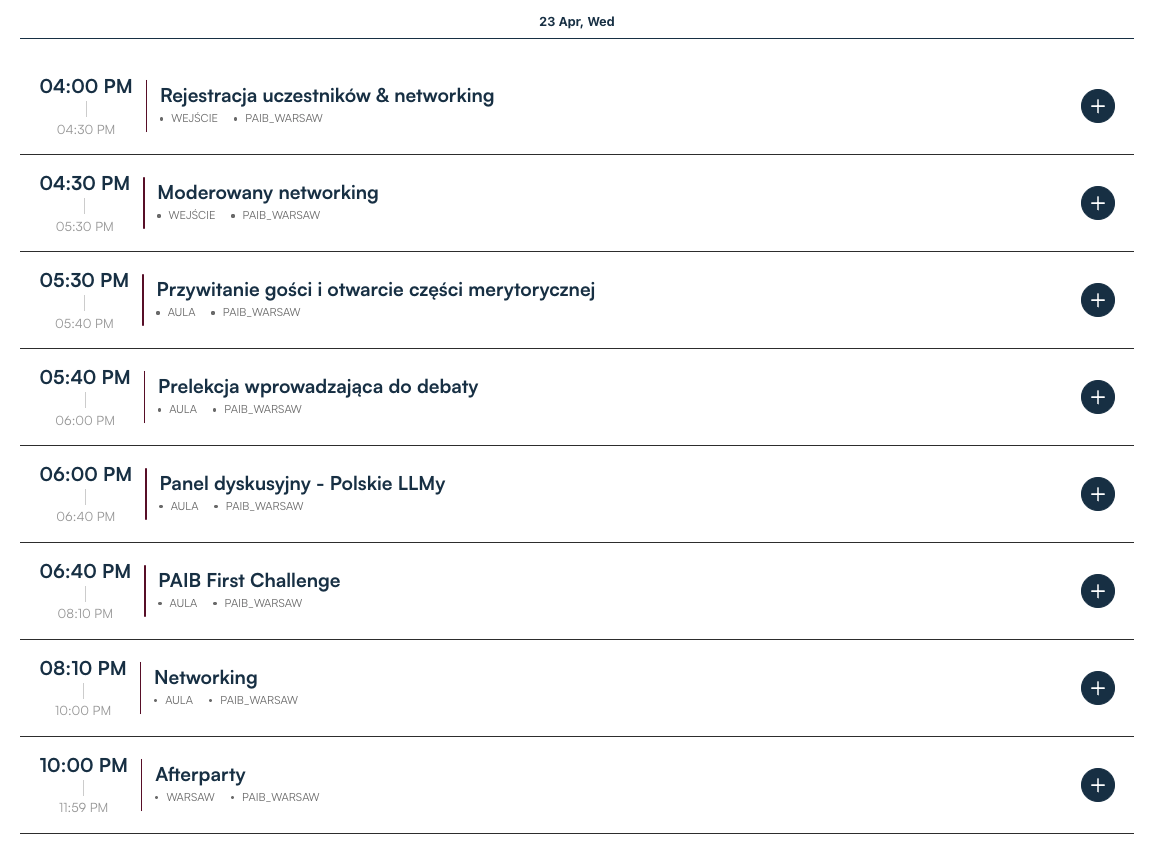 23 Apr, Wed
04:00 PM
04:30 PM
Rejestracja uczestników & networking
• WEJŚCIE • PAIB_WARSAW
04:30 PM
05:30 PM
Moderowany networking
• WEJŚCIE • PAIB_WARSAW
05:30 PM
05:40 PM
Przywitanie gości i otwarcie części merytorycznej
• AULA • PAIB_WARSAW
05:40 PM
06:00 PM
Prelekcja wprowadzająca do debaty
• AULA • PAIB_WARSAW
06:00 PM
06:40 PM
Panel dyskusyjny - Polskie LLMy
• AULA • PAIB_WARSAW
06:40 PM
08:10 PM
PAIB First Challenge
• AULA • PAIB_WARSAW
08:10 PM
10:00 PM
Networking
• AULA • PAIB_WARSAW
10:00 PM
11:59 PM
Afterparty
• WARSAW • PAIB_WARSAW